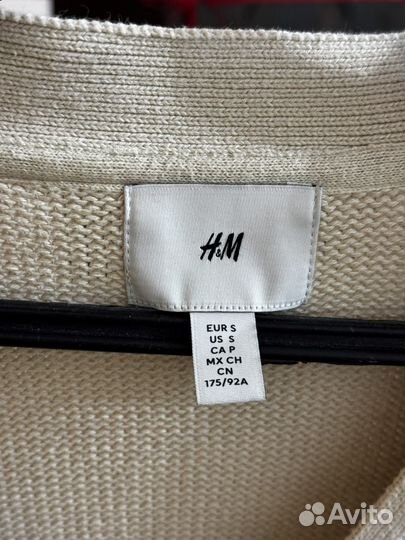 H&M
EUR S
US S
CA P
MX CH
CN
175/92A
Avito